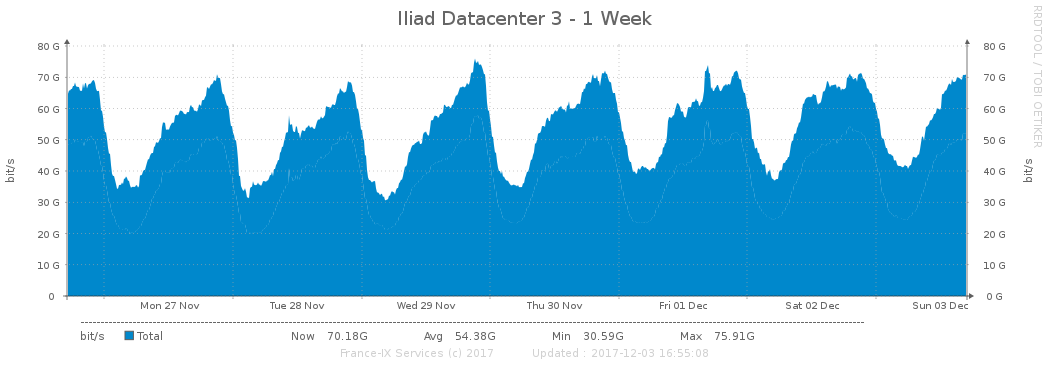 Iliad Datacenter 3 - 1 Week
RRDTOOL / TOBI OETIKER
bit/s
80 G
70 G
60 G
50 G
40 G
30 G
20 G
10 G
0
80 G
70 G
60 G
50 G
40 G
30 G
20 G
10 G
0 G
bit/s
Mon 27 Nov Tue 28 Nov Wed 29 Nov Thu 30 Nov Fri 01 Dec Sat 02 Dec Sun 03 Dec
bit/s Total Now 70.18G Avg 54.38G Min 30.59G Max 75.91G
France-IX Services (c) 2017 Updated : 2017-12-03 16:55:08